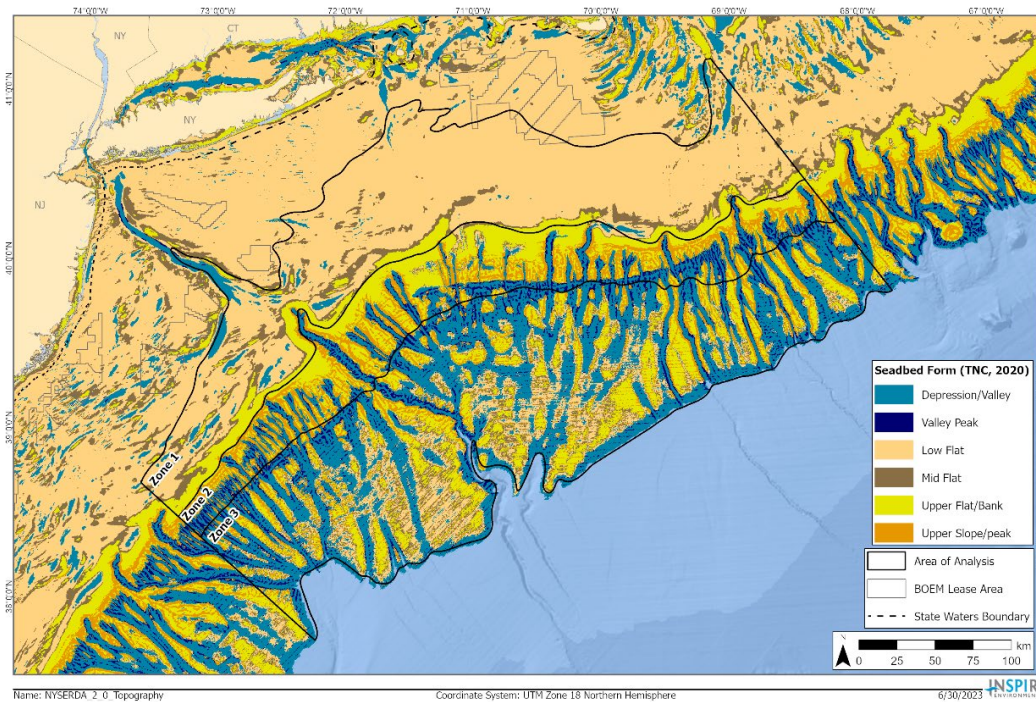 74°0'0"W 73°0'0"W 72°0'0"W 71°0'0"W 70°0'0"W 69°0'0"W 68°0'0"W 67°0'0"W
NY
CT
41°0'0"N
NY
NJ
40°0'0"N
39°0'0"N
38°0'0"N
Zone 1
Zone 2
Zone 3
Seadbed Form (TNC, 2020)
Depression/Valley
Valley Peak
Low Flat
Mid Flat
Upper Flat/Bank
Upper Slope/peak
Area of Analysis
BOEM Lease Area
State Waters Boundary
N
km
0 25 50 75 100
Name: NYSERDA_2_0_Topography
Coordinate System: UTM Zone 18 Northern Hemisphere
6/30/2023
INSPIRE
ENVIRONMENTAL